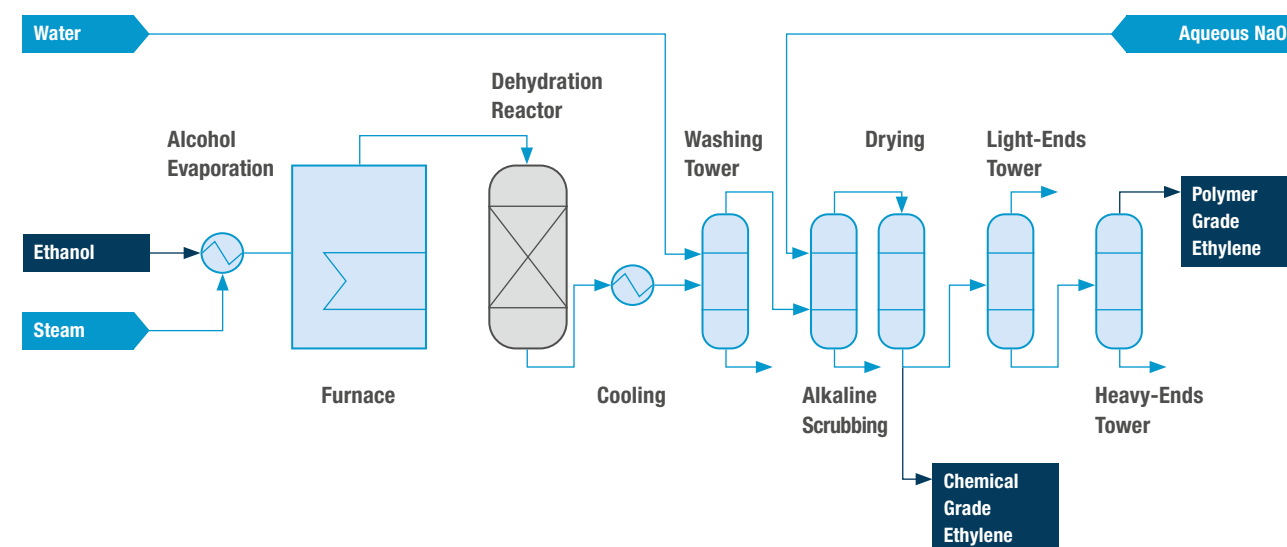 Water
Aqueous NaO
Dehydration
Reactor
Alcohol
Evaporation
Washing
Tower
Drying
Light-Ends
Tower
Polymer
Grade
Ethylene
Ethanol
Steam
Furnace
Cooling
Alkaline
Scrubbing
Heavy-Ends
Tower
Chemical
Grade
Ethylene